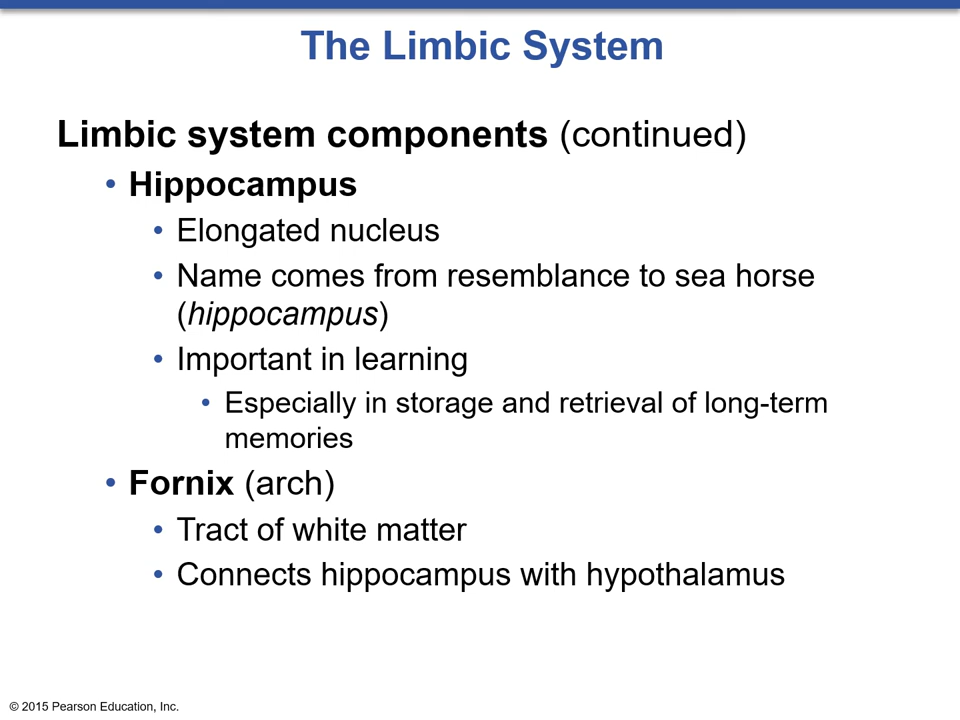 The Limbic System
Limbic system components (continued)
• Hippocampus
• Elongated nucleus
• Name comes from resemblance to sea horse
(hippocampus)
• Important in learning
• Especially in storage and retrieval of long-term
memories
• Fornix (arch)
• Tract of white matter
• Connects hippocampus with hypothalamus
© 2015 Pearson Education, Inc.